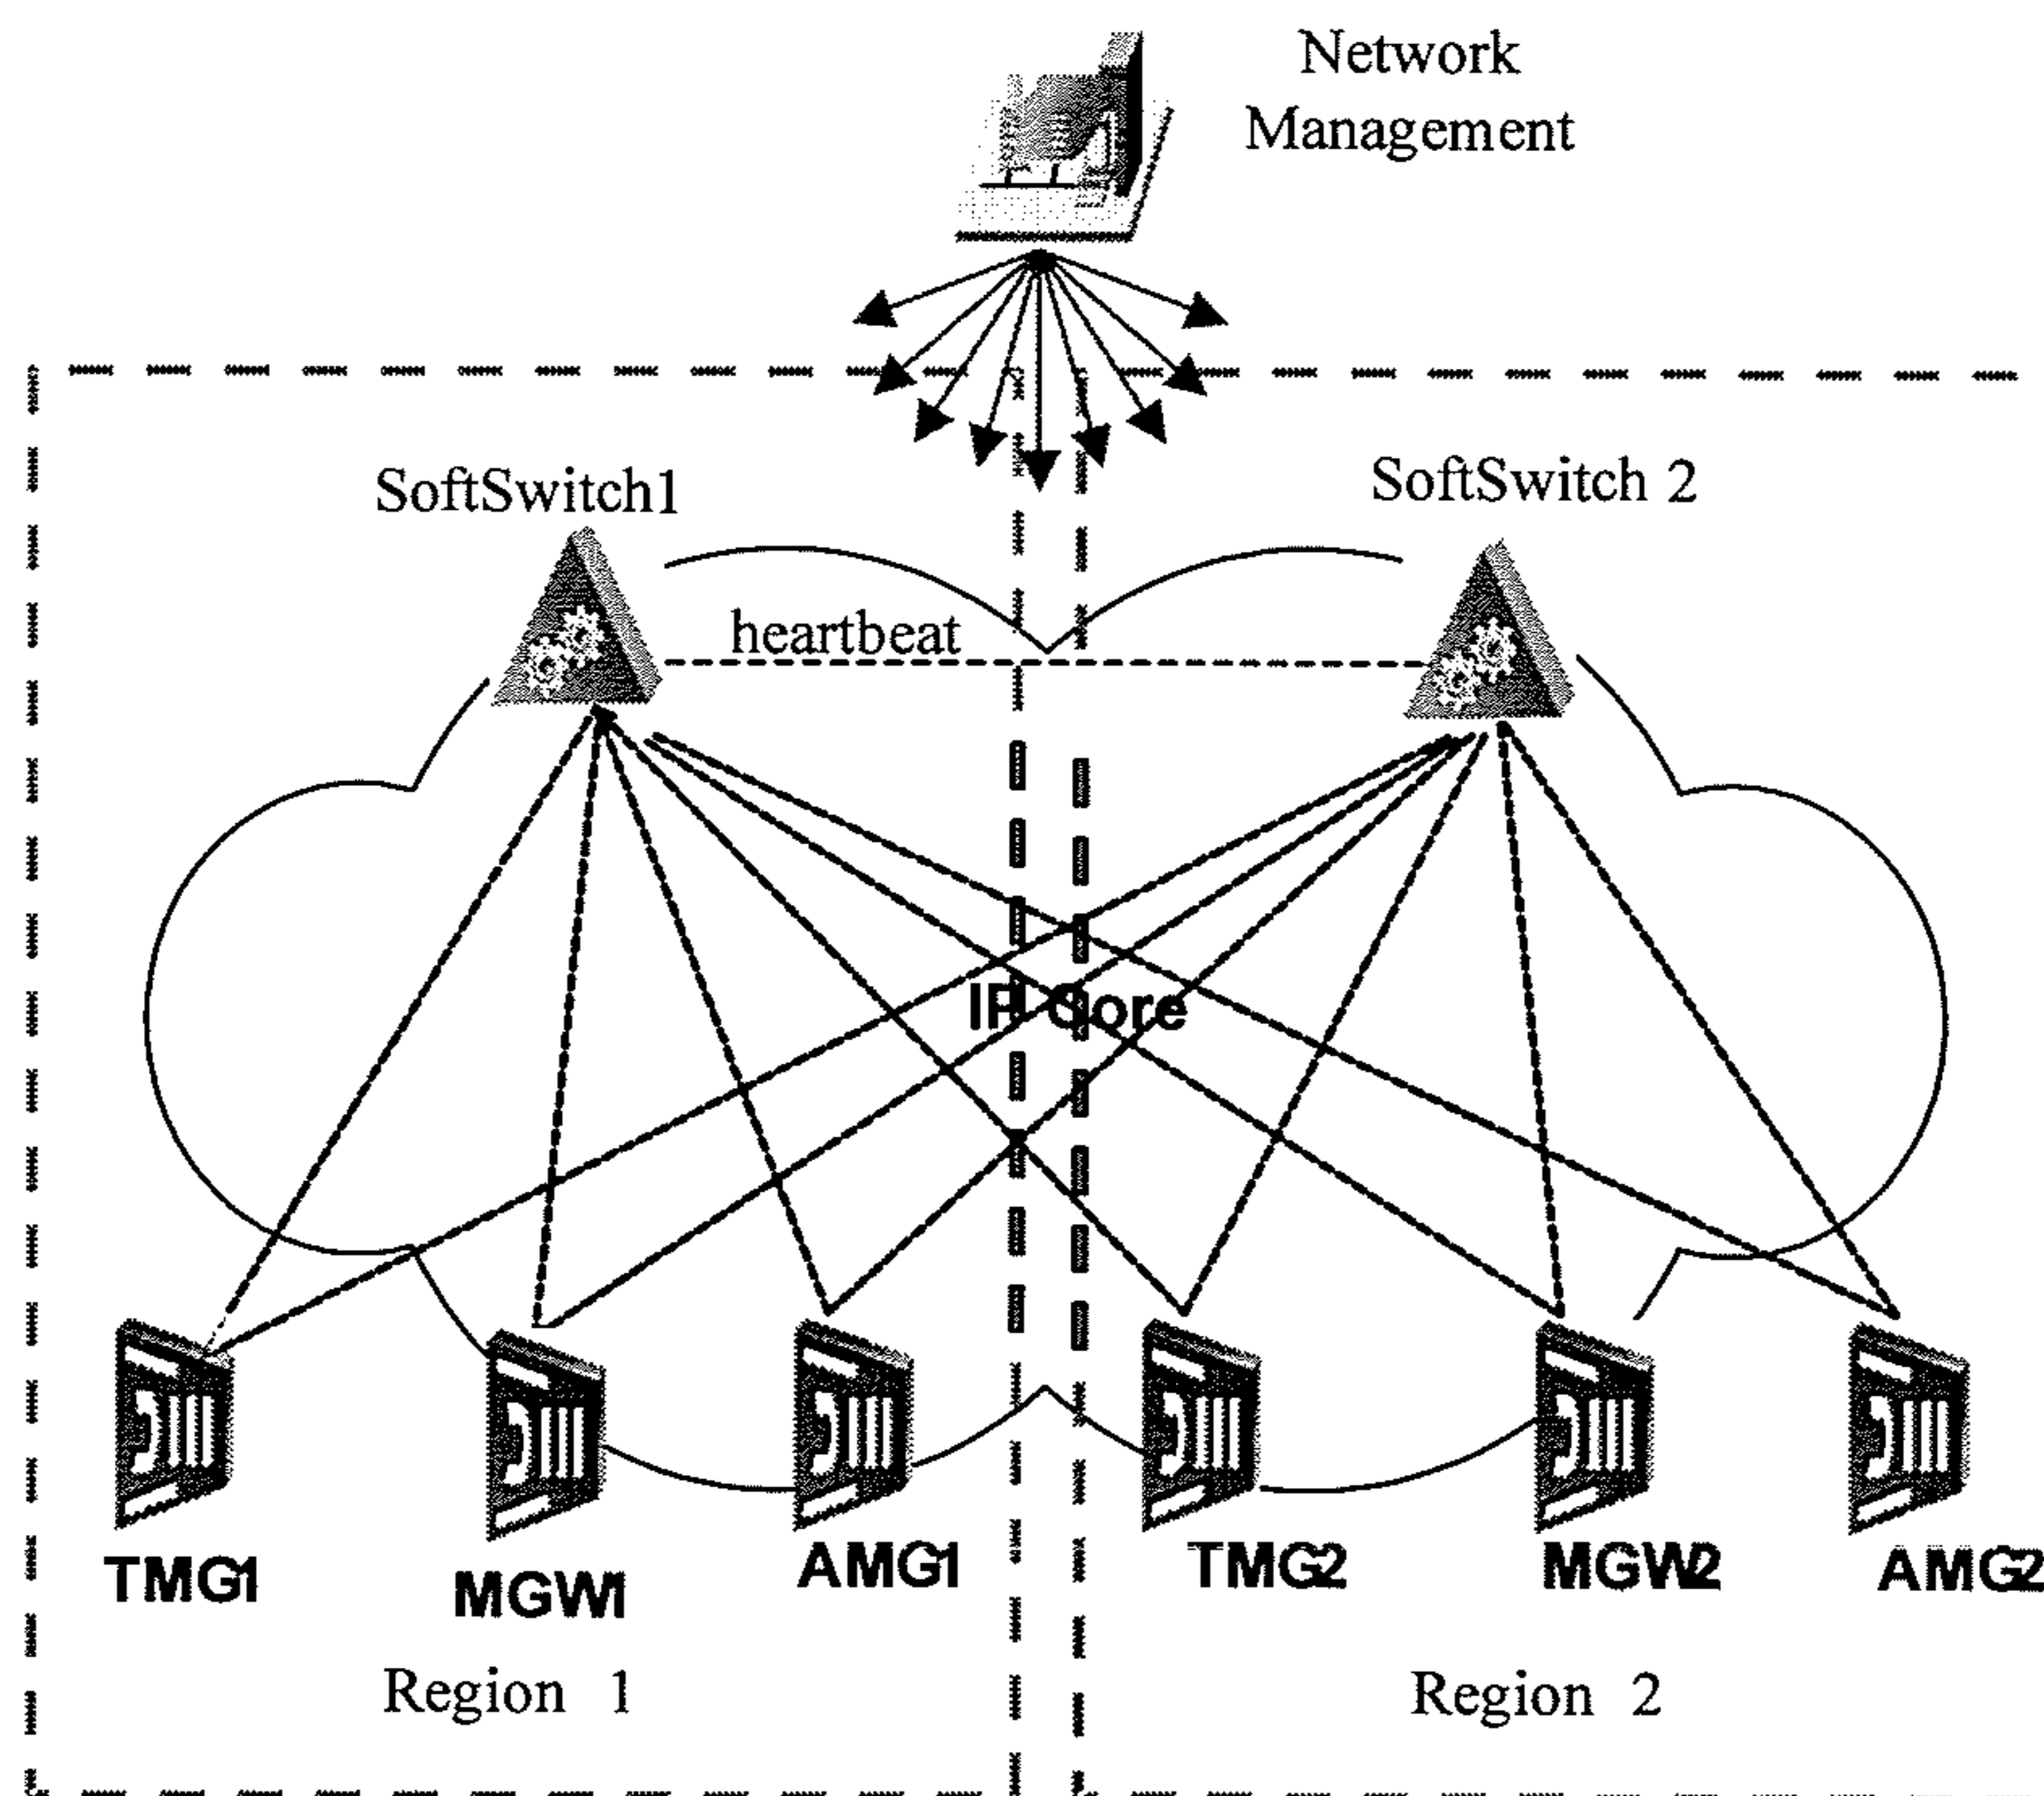 Network
Management
SoftSwitch1
SoftSwitch 2
heartbeat
IP Core
TMG1
MGW1
AMG1
TMG2
MGW2
AMG2
Region 1
Region 2